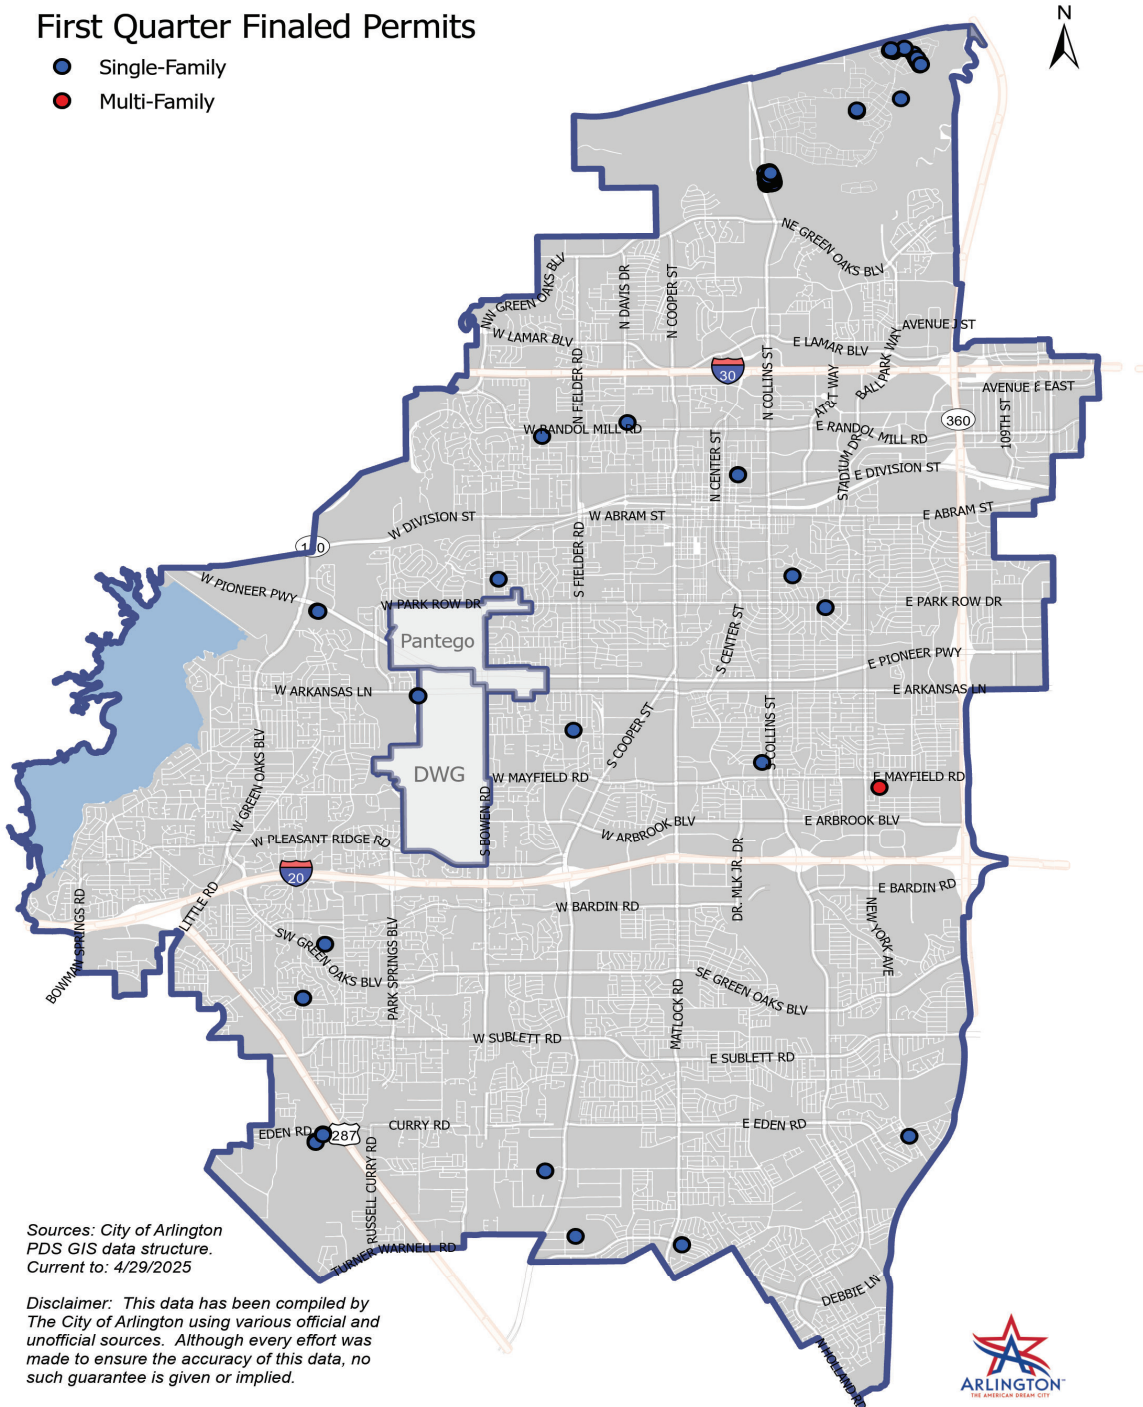 First Quarter Finaled Permits
Single-Family
Multi-Family
N
NE GREEN OAKS BLV
NW GREEN OAKS BLV
N DAVIS DR
N COOPER ST
AVENUE J ST
W LAMAR BLV
E LAMAR BLV
BALLPARK WAY
N FIELDER RD
30
N COLLINS ST
AT&T WAY
AVENUE E EAST
360
109TH ST
W RANDOL MILL RD
E RANDOL MILL RD
N CENTER ST
STADIUM DR
E DIVISION ST
W DIVISION ST
W ABRAM ST
E ABRAM ST
S FIELDER RD
W PIONEER PWY
W PARK ROW DR
E PARK ROW DR
Pantego
S CENTER ST
E PIONEER PWY
W ARKANSAS LN
E ARKANSAS LN
S COOPER ST
S COLLINS ST
W GREEN OAKS BLV
DWG
W MAYFIELD RD
E MAYFIELD RD
S BOWEN RD
W ARBROOK BLV
E ARBROOK BLV
W PLEASANT RIDGE RD
20
DR. MLK JR. DR
E BARDIN RD
W BARDIN RD
LITTLE RD
BOWMAN SPRINGS RD
NEW YORK AVE
SW GREEN OAKS BLV
PARK SPRINGS BLV
SE GREEN OAKS BLV
MATLOCK RD
W SUBLETT RD
E SUBLETT RD
EDEN RD
287
CURRY RD
E EDEN RD
RUSSELL CURRY RD
TURNER WARNELL RD
DEBBIE LN
N HOLLAND RD
Sources: City of Arlington
PDS GIS data structure.
Current to: 4/29/2025
Disclaimer: This data has been compiled by
The City of Arlington using various official and
unofficial sources. Although every effort was
made to ensure the accuracy of this data, no
such guarantee is given or implied.
ARLINGTON
THE AMERICAN DREAM CITY